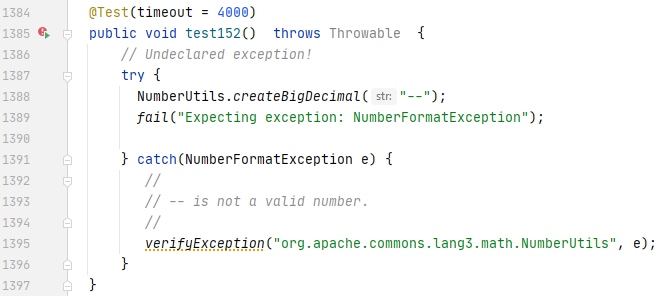 1384 @Test(timeout = 4000)
1385 public void test152()  throws Throwable  {
1386 // Undeclared exception!
1387 try {
1388 NumberUtils.createBigDecimal( str: "--");
1389 fail("Expecting exception: NumberFormatException");
1390
1391 } catch(NumberFormatException e) {
1392 //
1393 // -- is not a valid number.
1394 //
1395 verifyException("org.apache.commons.lang3.math.NumberUtils", e);
1396 }
1397 }